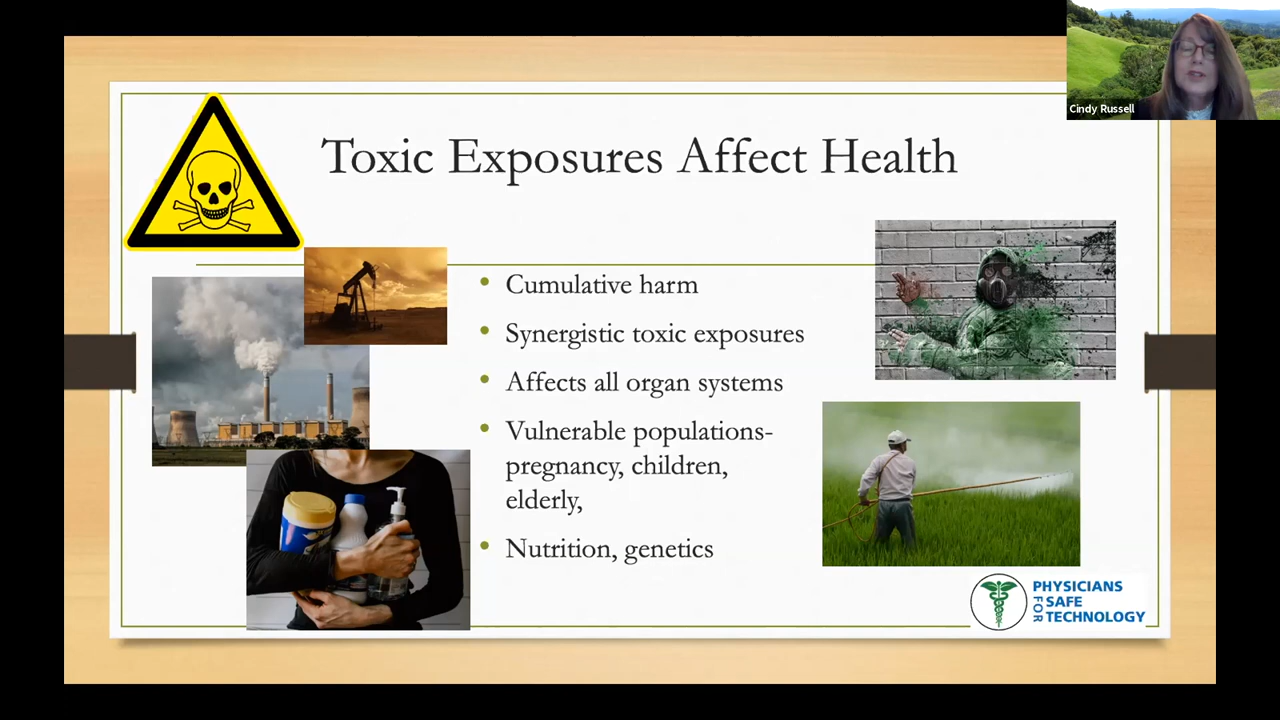 Cindy Russell
Toxic Exposures Affect Health
• Cumulative harm
• Synergistic toxic exposures
• Affects all organ systems
• Vulnerable populations-
pregnancy, children,
elderly,
• Nutrition, genetics
PHYSICIANS
FOR SAFE
TECHNOLOGY